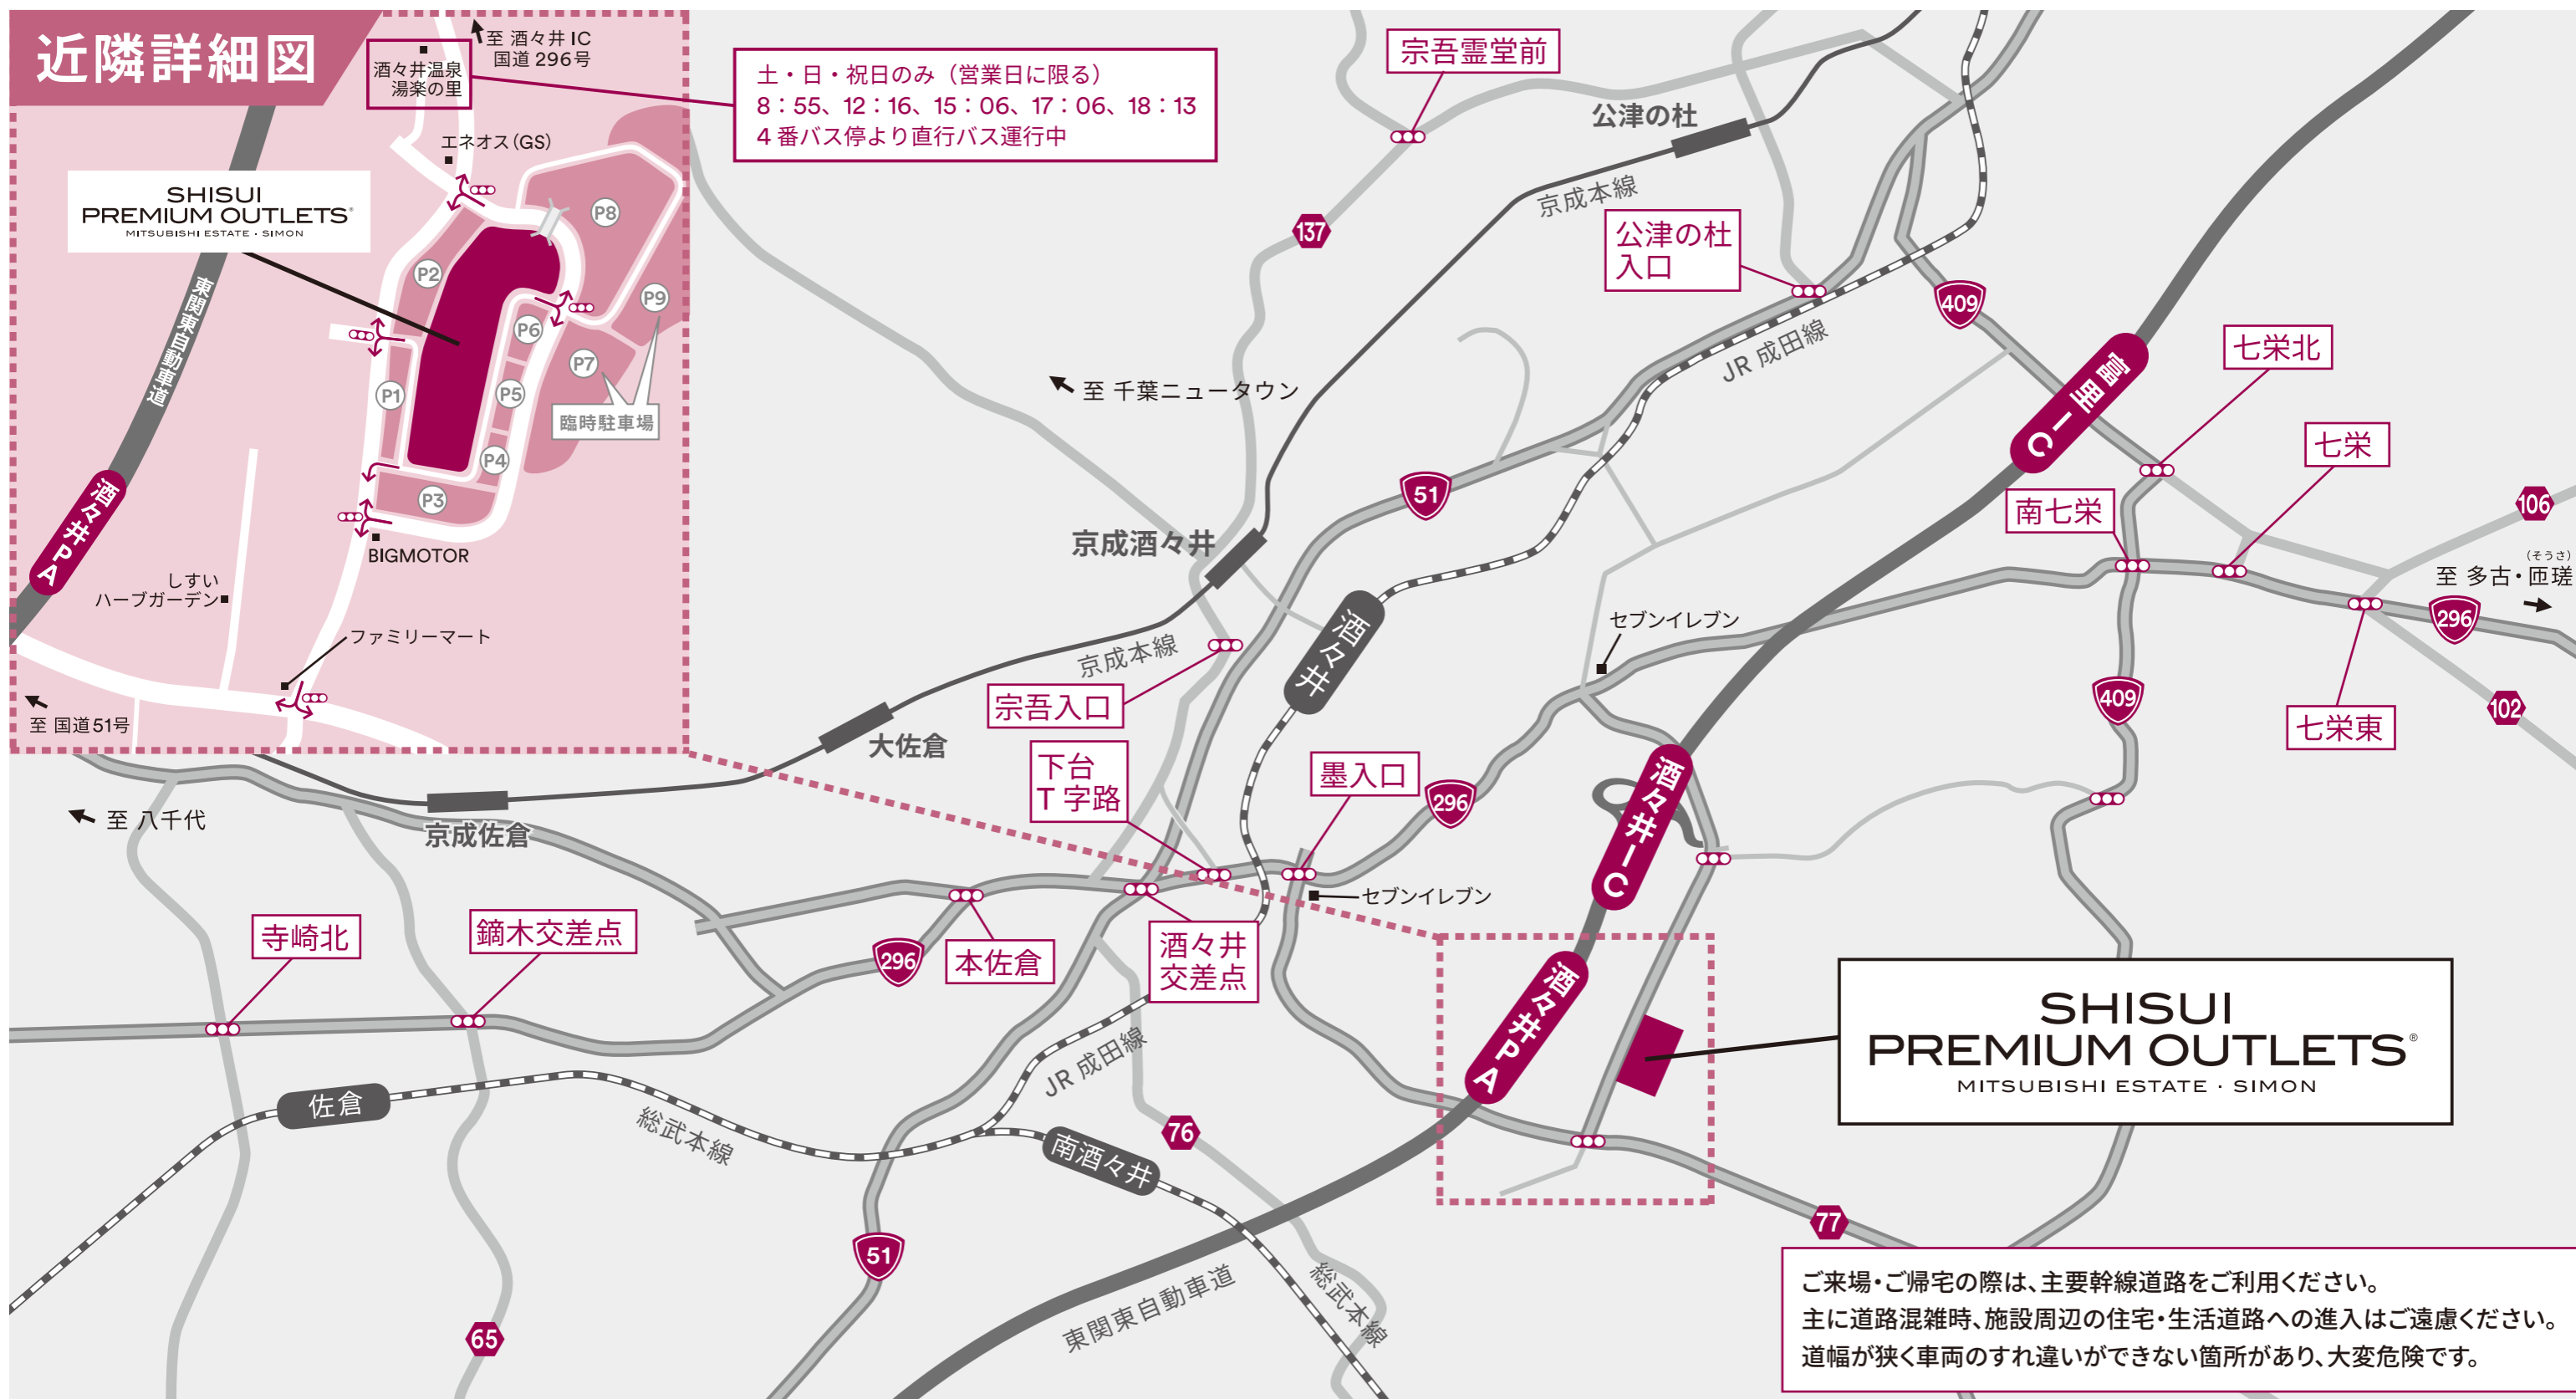 近隣詳細図
至 酒々井 IC
国道 296号
酒々井温泉
湯楽の里
土・日・祝日のみ（営業日に限る）
8：55、12：16、15：06、17：06、18：13
4 番バス停より直行バス運行中
エネオス（GS）
SHISUI
PREMIUM OUTLETS®
MITSUBISHI ESTATE · SIMON
P8
P2
P9
P6
P7
P1
P5
臨時駐車場
P4
P3
東関東自動車道
酒々井PA
BIGMOTOR
しすい
ハーブガーデン
ファミリーマート
至 国道51号
宗吾霊堂前
公津の杜
京成本線
137
公津の杜
入口
409
JR 成田線
至 千葉ニュータウン
富里IC
七栄北
七栄
51
南七栄
106
（そうさ）
至 多古・匝瑳
京成酒々井
酒々井
セブンイレブン
296
京成本線
宗吾入口
409
102
七栄東
大佐倉
下台
T 字路
墨入口
296
酒々井IC
至 八千代
京成佐倉
セブンイレブン
寺崎北
鏑木交差点
296
本佐倉
酒々井
交差点
酒々井PA
SHISUI
PREMIUM OUTLETS®
MITSUBISHI ESTATE · SIMON
JR 成田線
佐倉
総武本線
76
南酒々井
77
51
総武本線
東関東自動車道
65
ご来場・ご帰宅の際は、主要幹線道路をご利用ください。
主に道路混雑時、施設周辺の住宅・生活道路への進入はご遠慮ください。
道幅が狭く車両のすれ違いができない箇所があり、大変危険です。